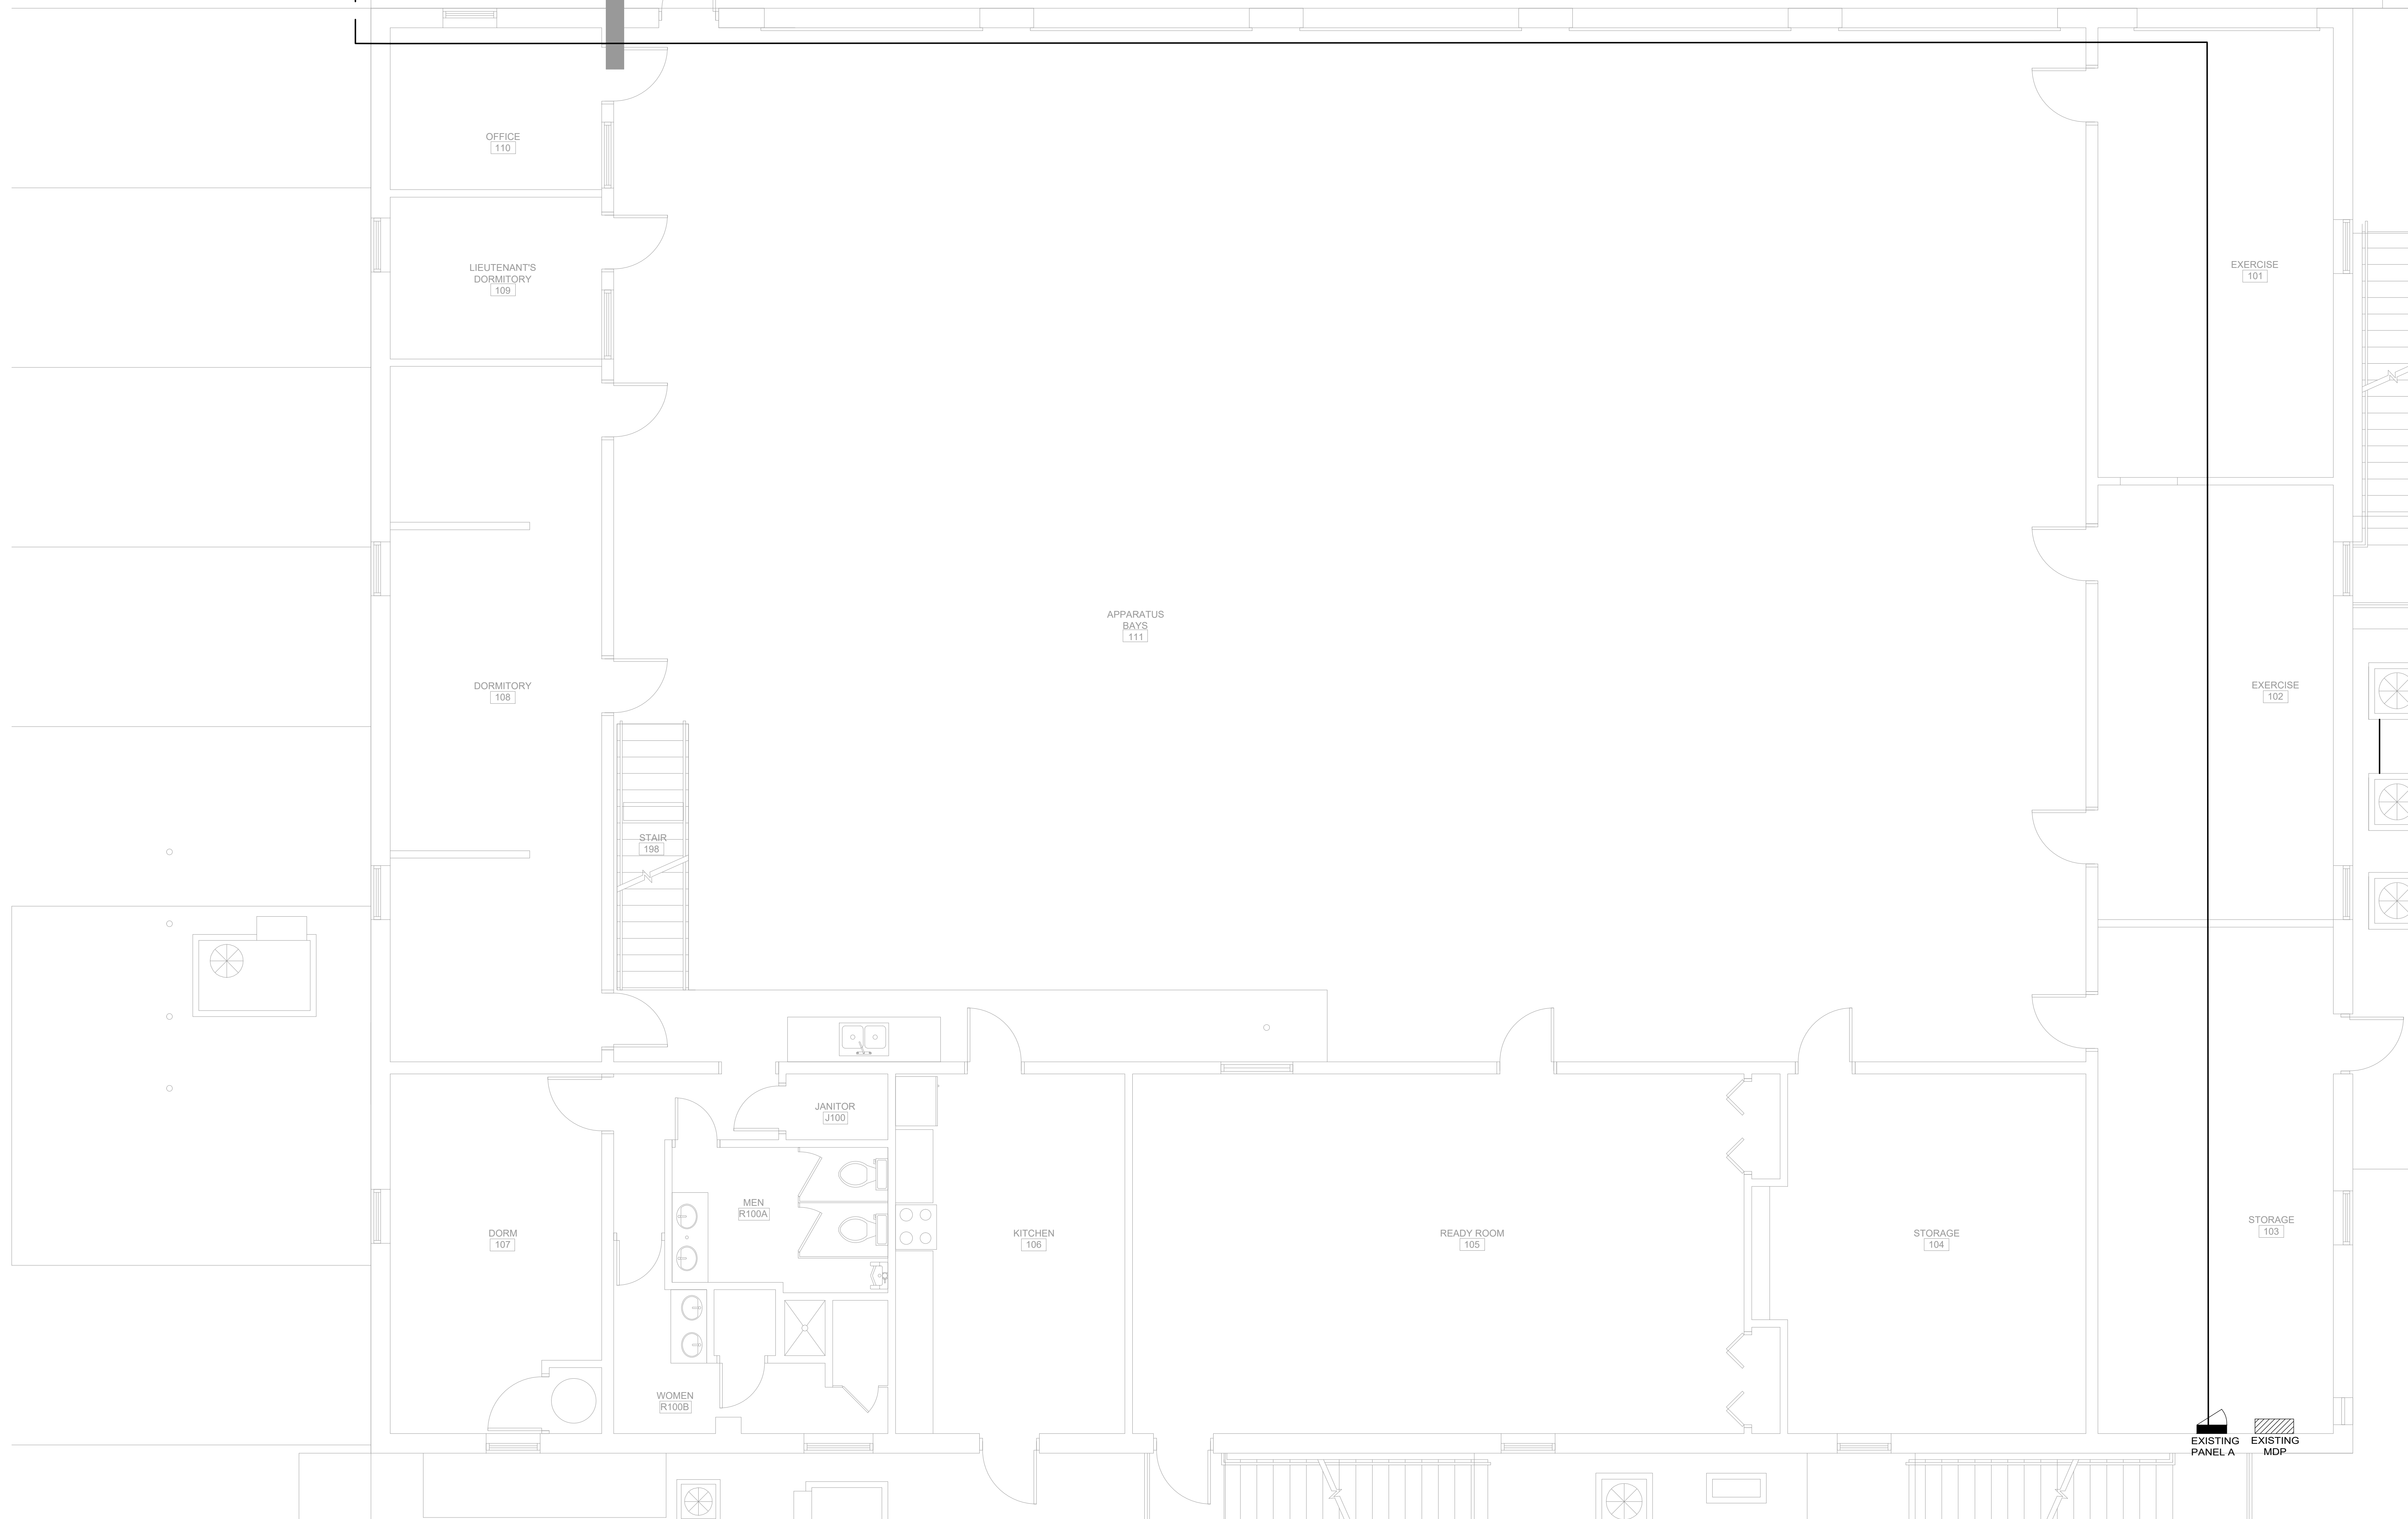 OFFICE
110
LIEUTENANT'S
DORMITORY
109
EXERCISE
101
APPARATUS
BAYS
111
DORMITORY
108
EXERCISE
102
STAIR
198
JANITOR
J100
MEN
R100A
DORM
107
KITCHEN
106
READY ROOM
105
STORAGE
104
STORAGE
103
WOMEN
R100B
EXISTING
PANEL A
EXISTING
MDP